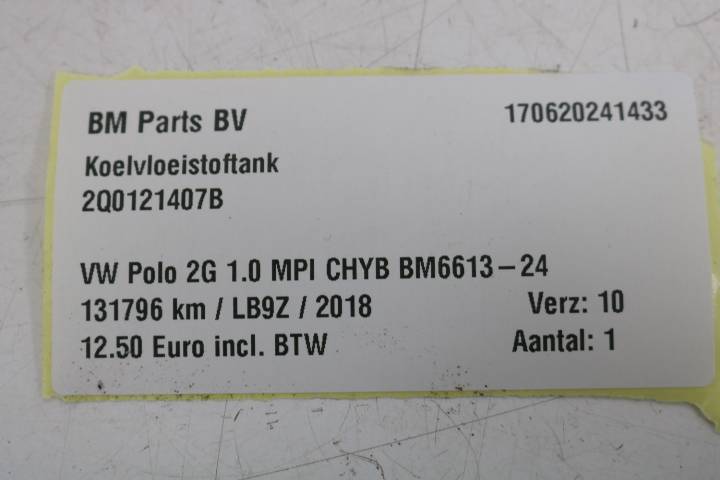 BM Parts BV 170620241433
Koelvloeistoftank
2Q0121407B
VW Polo 2G 1.0 MPI CHYB BM6613-24
131796 km / LB9Z / 2018 Verz: 10
12.50 Euro incl. BTW Aantal: 1